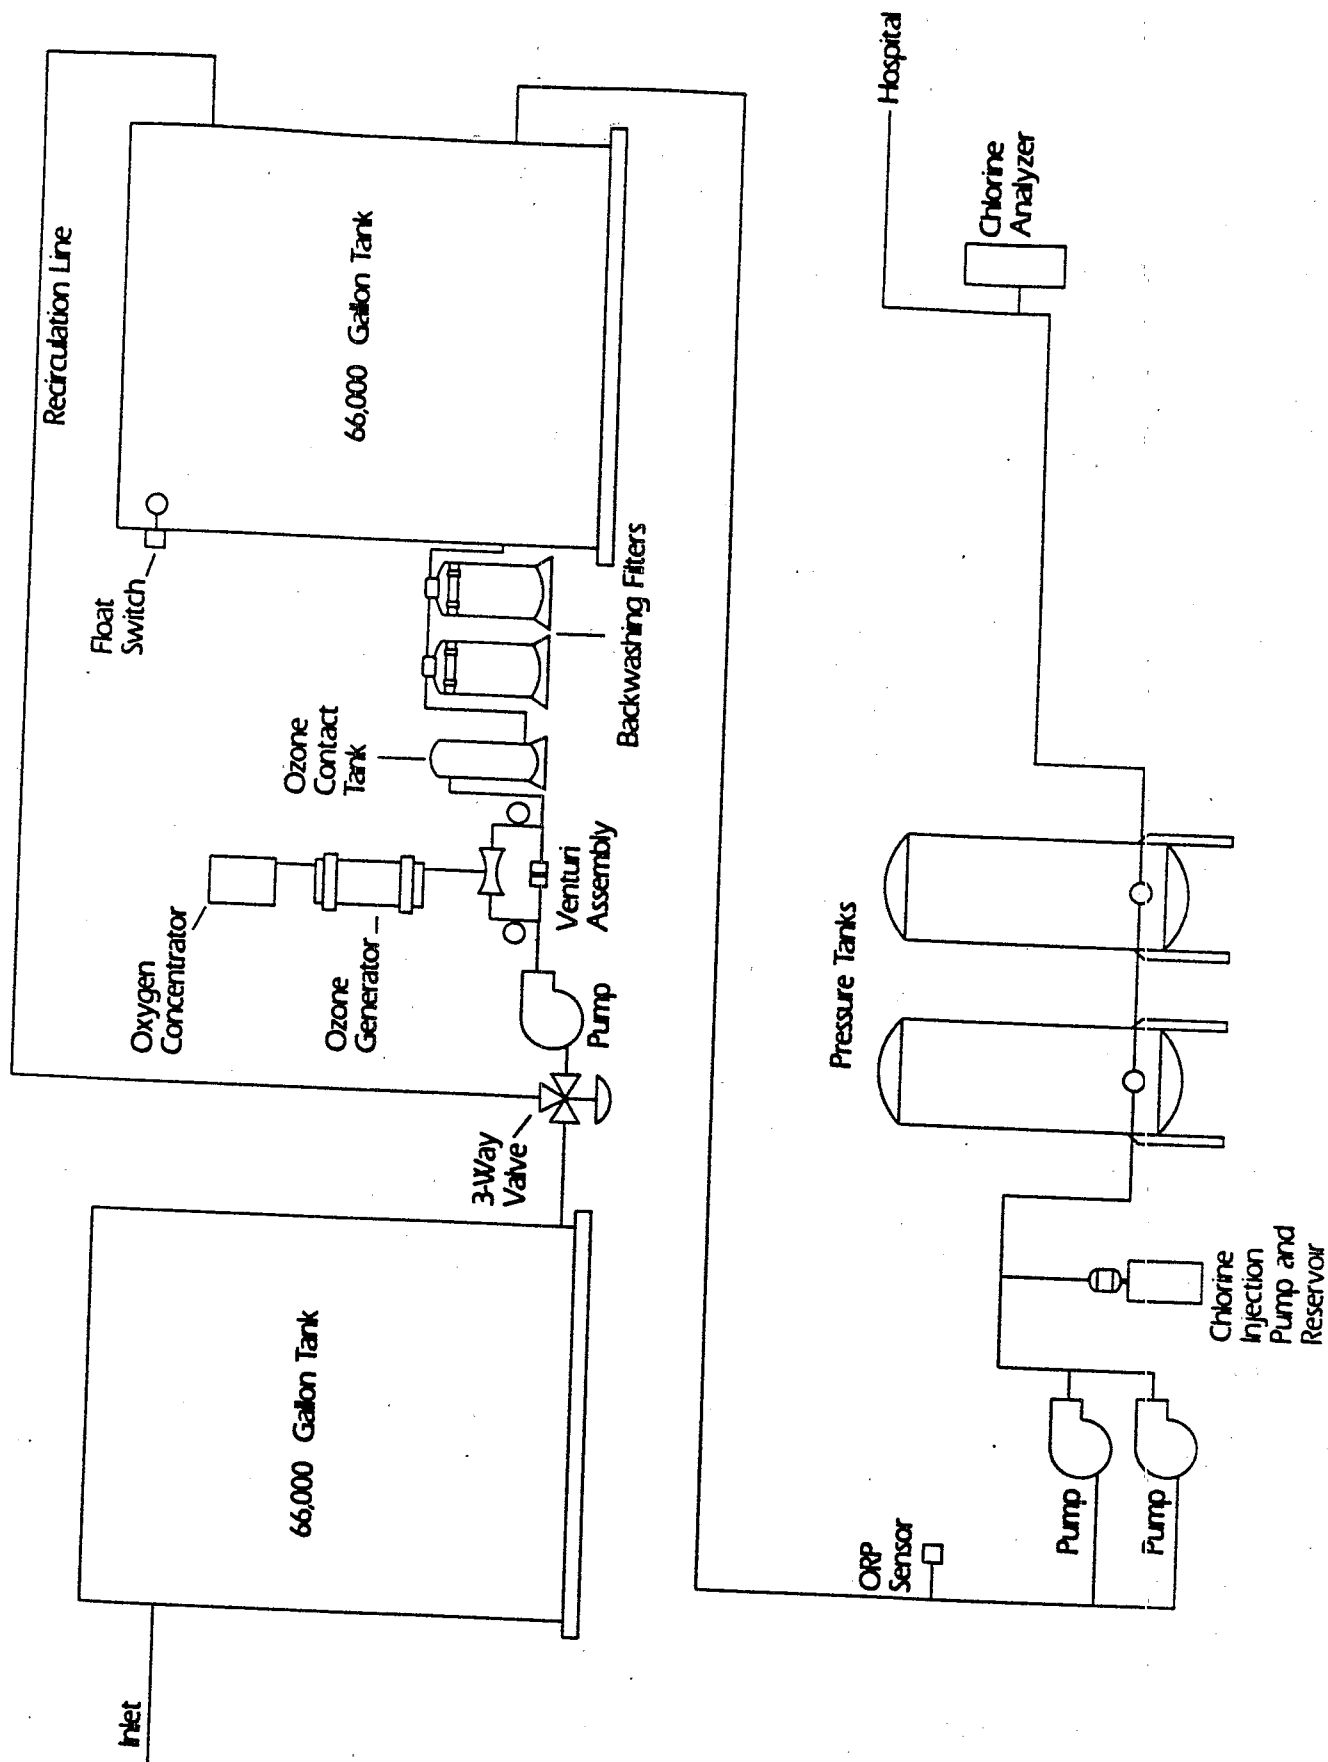 Recirculation Line
Float
Switch
66,000 Gallon Tank
Oxygen
Concentrator
Ozone
Generator
Ozone
Contact
Tank
Backwashing Filters
Venturi
Assembly
Pump
3-Way
Valve
66,000 Gallon Tank
Inlet
Hospital
Chlorine
Analyzer
Pressure Tanks
Chlorine
Injection
Pump and
Reservoir
ORP
Sensor
Pump
Pump